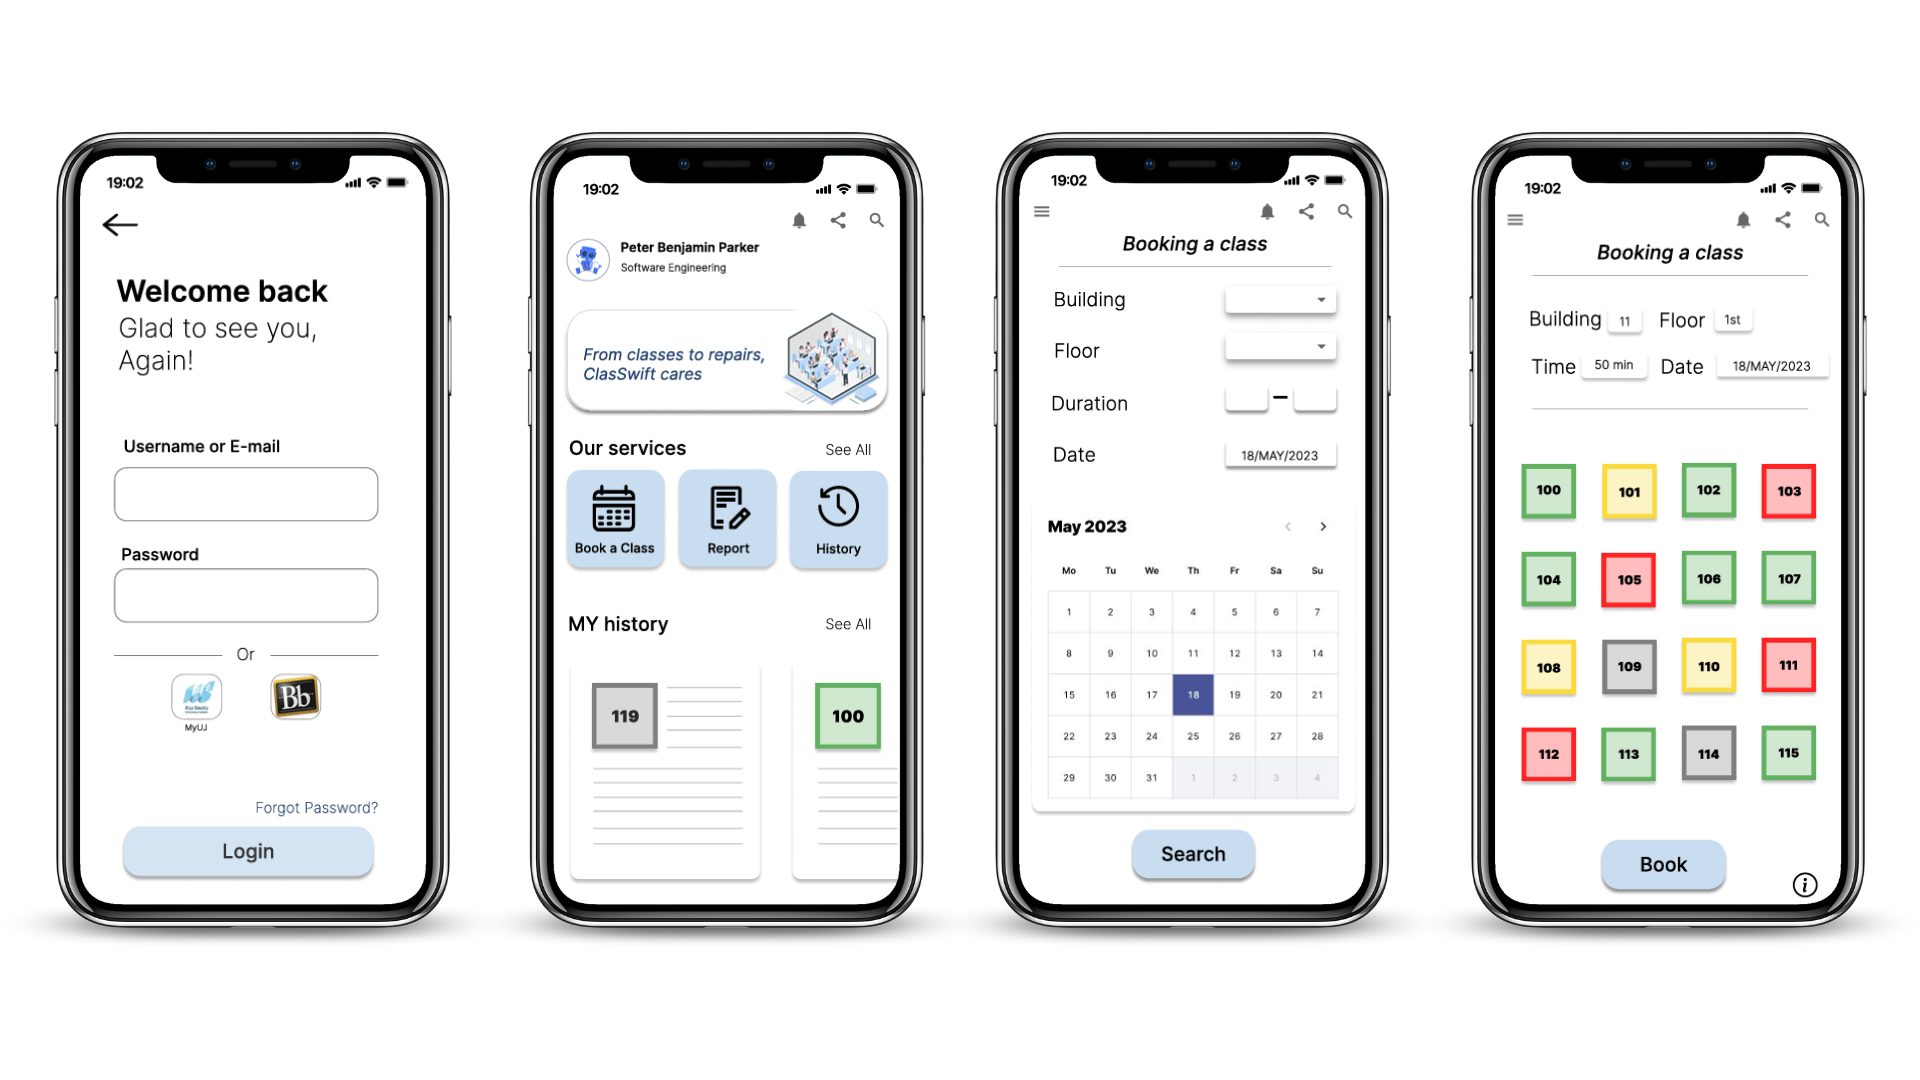 19:02
Welcome back
Glad to see you,
Again!
Username or E-mail
Password
Or
Bb
MyUJ
Forgot Password?
Login
19:02
Peter Benjamin Parker
Software Engineering
From classes to repairs,
ClasSwift cares
Our services
See All
Book a Class
Report
History
MY history
See All
119
100
19:02
Booking a class
Building
Floor
Duration
Date
18/MAY/2023
May 2023
Mo Tu We Th Fr Sa Su
1 2 3 4 5 6 7
8 9 10 11 12 13 14
15 16 17 18 19 20 21
22 23 24 25 26 27 28
29 30 31 1 2 3 4
Search
19:02
Booking a class
Building 11 Floor 1st
Time 50 min Date 18/MAY/2023
100 101 102 103
104 105 106 107
108 109 110 111
112 113 114 115
Book
i